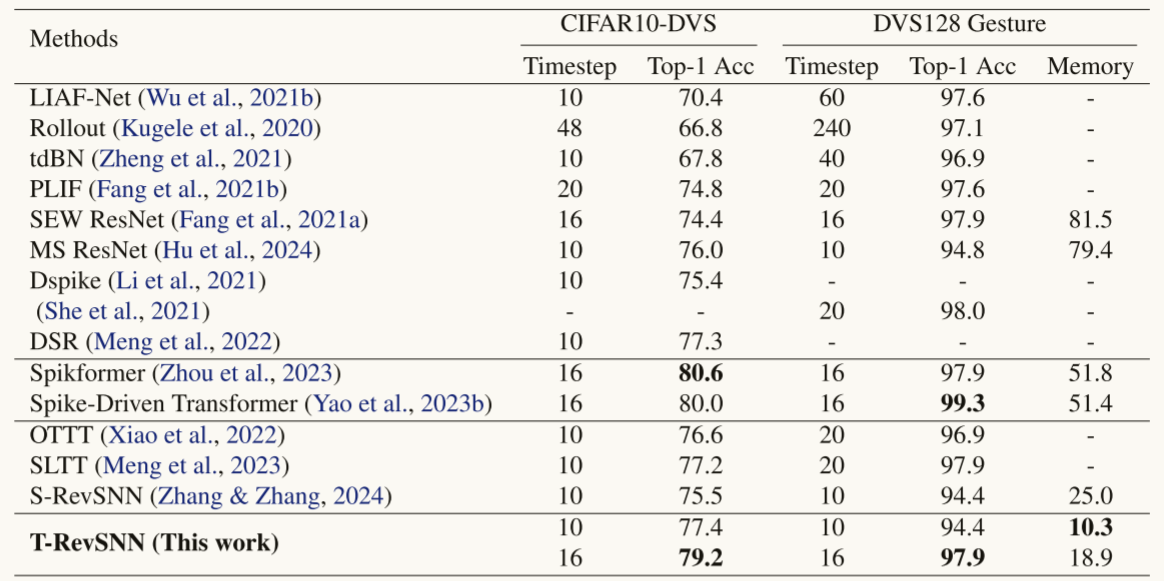 Methods CIFAR10-DVS DVS128 Gesture
Timestep Top-1 Acc Timestep Top-1 Acc Memory
LIAF-Net (Wu et al., 2021b) 10 70.4 60 97.6 -
Rollout (Kugele et al., 2020) 48 66.8 240 97.1 -
tdBN (Zheng et al., 2021) 10 67.8 40 96.9 -
PLIF (Fang et al., 2021b) 20 74.8 20 97.6 -
SEW ResNet (Fang et al., 2021a) 16 74.4 16 97.9 81.5
MS ResNet (Hu et al., 2024) 10 76.0 10 94.8 79.4
Dspike (Li et al., 2021) 10 75.4 - - -
(She et al., 2021) - - 20 98.0 -
DSR (Meng et al., 2022) 10 77.3 - - -
Spikformer (Zhou et al., 2023) 16 80.6 16 97.9 51.8
Spike-Driven Transformer (Yao et al., 2023b) 16 80.0 16 99.3 51.4
OTTT (Xiao et al., 2022) 10 76.6 20 96.9 -
SLTT (Meng et al., 2023) 10 77.2 20 97.9 -
S-RevSNN (Zhang & Zhang, 2024) 10 75.5 10 94.4 25.0
T-RevSNN (This work) 10 77.4 10 94.4 10.3
16 79.2 16 97.9 18.9